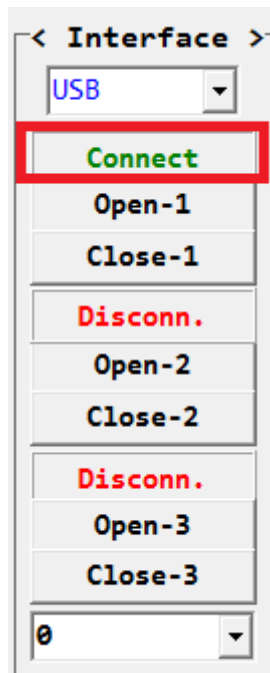 < Interface >
USB
Connect
Open-1
Close-1
Disconn.
Open-2
Close-2
Disconn.
Open-3
Close-3
0